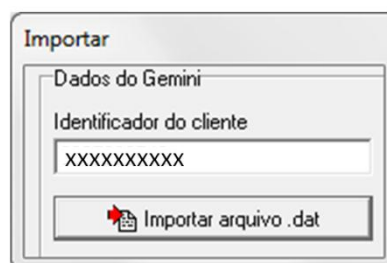 Importar
Dados do Gemini
Identificador do cliente
xxxxxxxxxx
Importar arquivo .dat